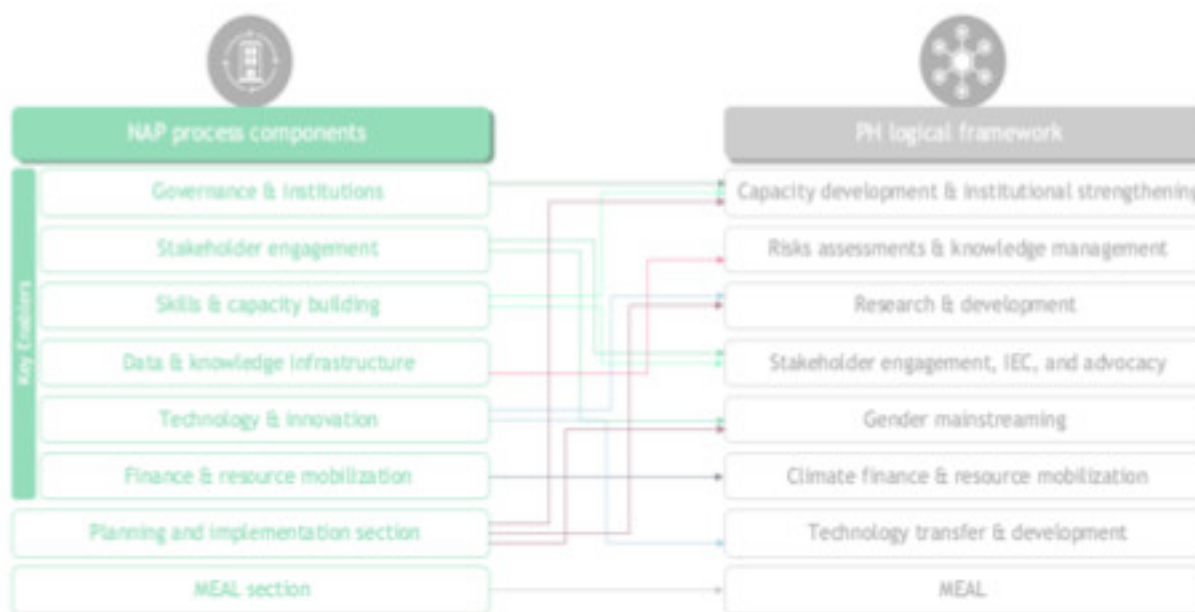 NAP process components
PH logical framework
Key Enablers
Governance & institutions
Capacity development & institutional strengthening
Stakeholder engagement
Risks assessments & knowledge management
Skills & capacity building
Research & development
Data & knowledge infrastructure
Stakeholder engagement, IEC, and advocacy
Technology & innovation
Gender mainstreaming
Finance & resource mobilization
Climate finance & resource mobilization
Planning and implementation section
Technology transfer & development
MEAL section
MEAL